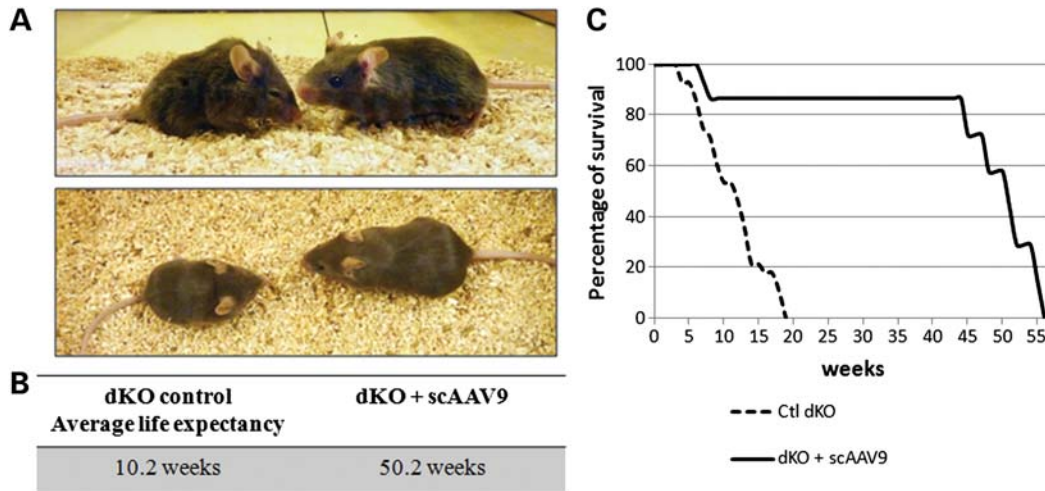 A
B
dKO control
Average life expectancy
dKO + scAAV9
10.2 weeks
50.2 weeks
C
Percentage of survival
100
80
60
40
20
0
0 5 10 15 20 25 30 35 40 45 50 55
weeks
Ctl dKO
dKO + scAAV9